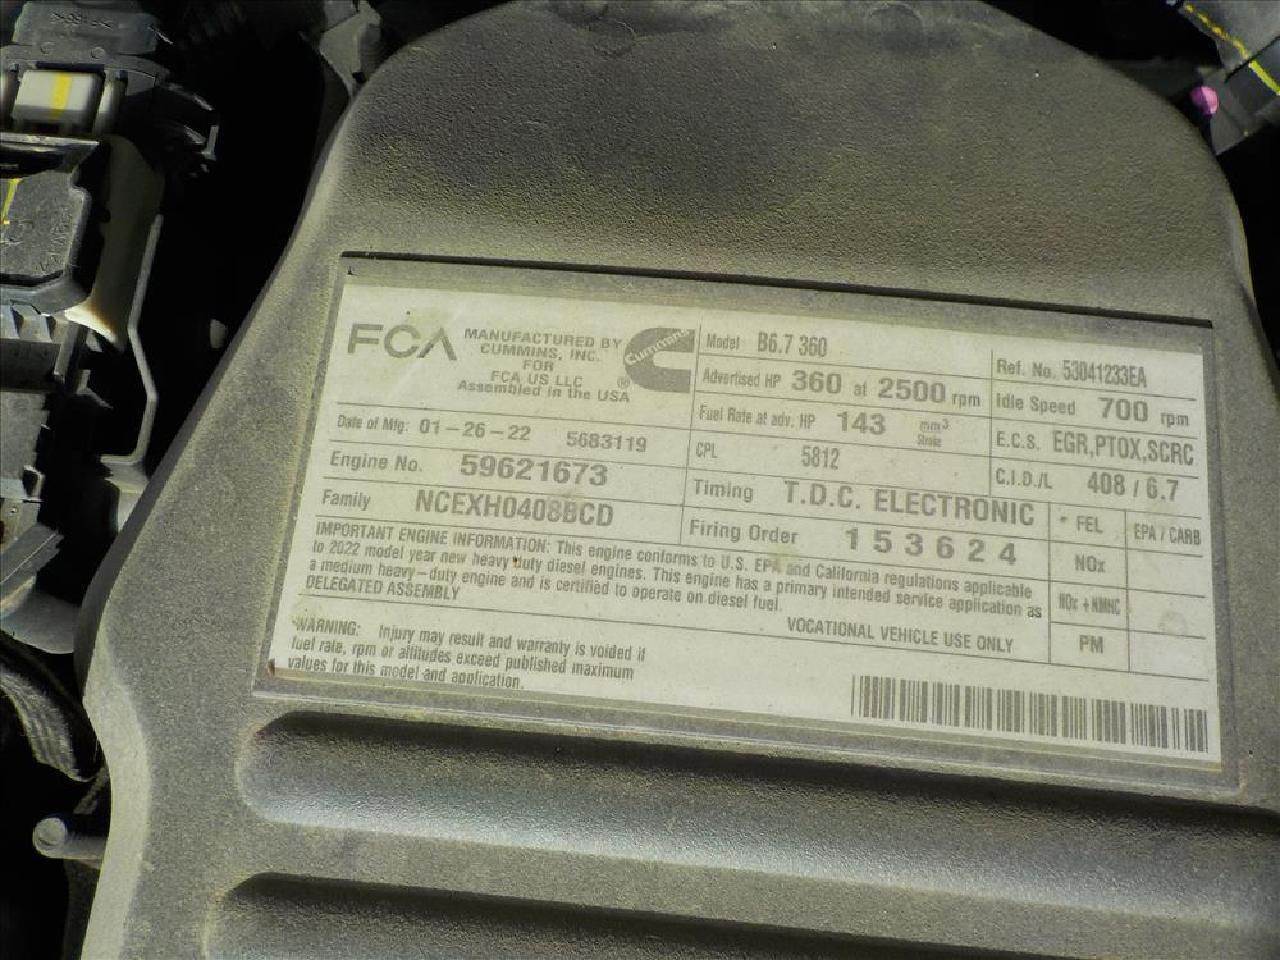 FCA
MANUFACTURED BY
CUMMINS, INC.
FOR
FCA US LLC
Assembled in the USA
Cummins
®
Model B6.7 360
Ref. No. 53041233EA
Advertised HP 360 at 2500 rpm
Idle Speed 700 rpm
Fuel Rate at adv. HP 143 mm³
Stroke
E.C.S. EGR,PTOX,SCRC
Date of Mfg: 01-26-22 5683119
CPL 5812
C.I.D./L 408 / 6.7
Engine No. 59621673
Timing T.D.C. ELECTRONIC
Family NCEXH0408BCD
Firing Order 1 5 3 6 2 4
* FEL EPA / CARB
NOx
NOx + NMHC
PM
IMPORTANT ENGINE INFORMATION: This engine conforms to U.S. EPA and California regulations applicable
to 2022 model year new heavy duty diesel engines. This engine has a primary intended service application as
a medium heavy-duty engine and is certified to operate on diesel fuel.
DELEGATED ASSEMBLY
VOCATIONAL VEHICLE USE ONLY
WARNING: Injury may result and warranty is voided if
fuel rate, rpm or altitudes exceed published maximum
values for this model and application.